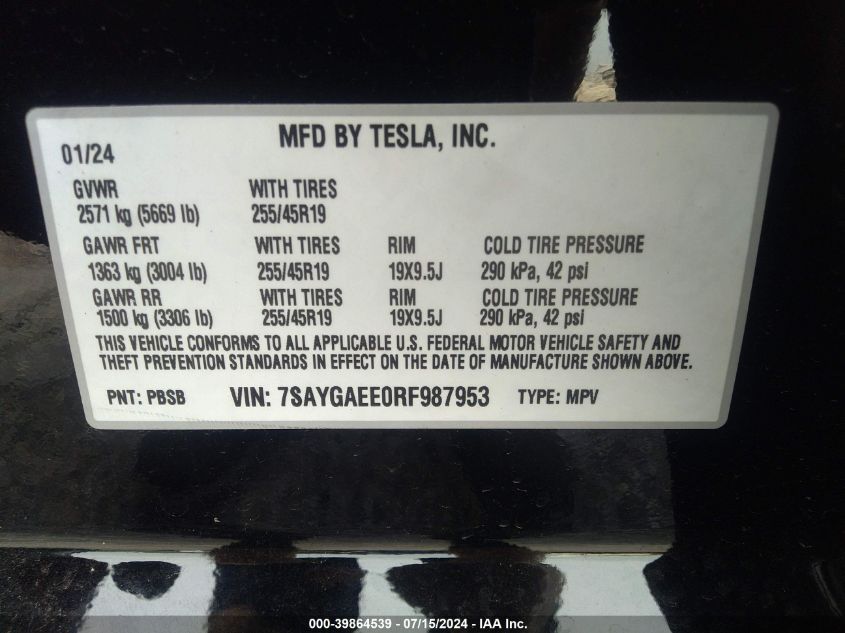 MFD BY TESLA, INC.
01/24
GVWR WITH TIRES
2571 kg (5669 lb) 255/45R19
GAWR FRT WITH TIRES RIM COLD TIRE PRESSURE
1363 kg (3004 lb) 255/45R19 19X9.5J 290 kPa, 42 psi
GAWR RR WITH TIRES RIM COLD TIRE PRESSURE
1500 kg (3306 lb) 255/45R19 19X9.5J 290 kPa, 42 psi
THIS VEHICLE CONFORMS TO ALL APPLICABLE U.S. FEDERAL MOTOR VEHICLE SAFETY AND
THEFT PREVENTION STANDARDS IN EFFECT ON THE DATE OF MANUFACTURE SHOWN ABOVE.
PNT: PBSB VIN: 7SAYGAEE0RF987953 TYPE: MPV
000-39864539 - 07/15/2024 - IAA Inc.